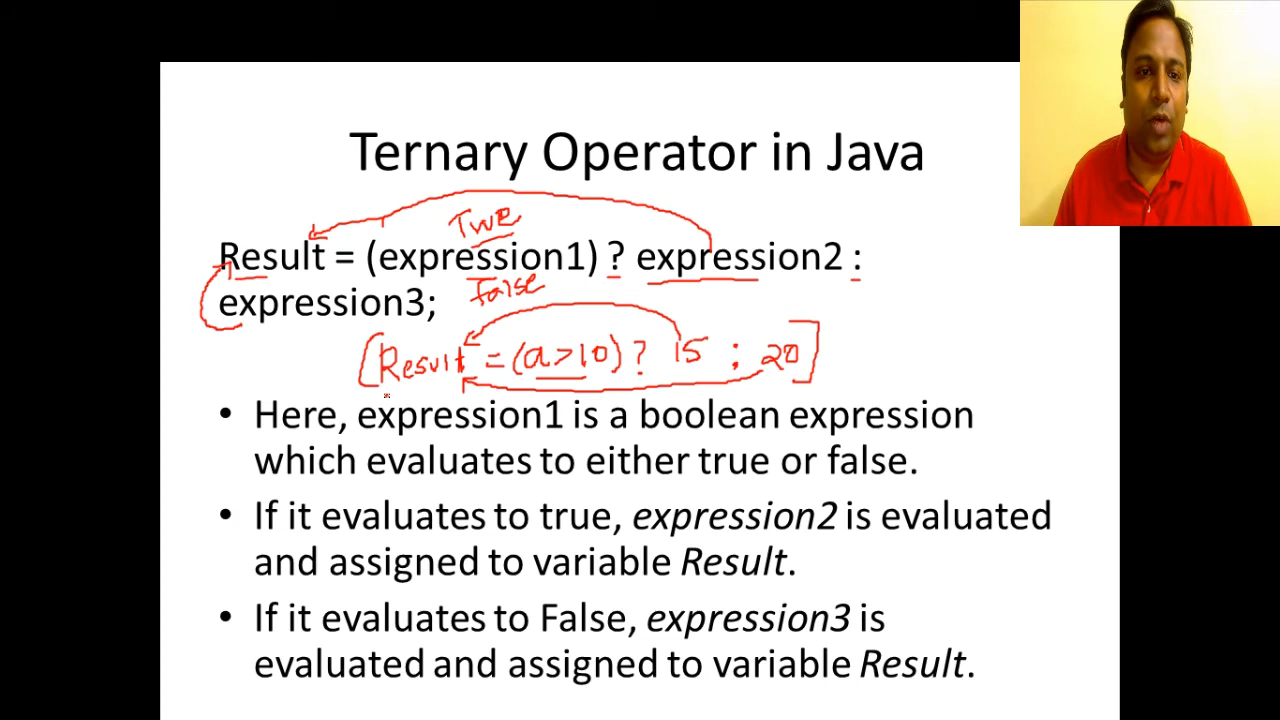 Ternary Operator in Java
True
Result = (expression1) ? expression2 :
False
expression3;
[Result = (a>10) ? 15 : 20]
• Here, expression1 is a boolean expression
which evaluates to either true or false.
• If it evaluates to true, expression2 is evaluated
and assigned to variable Result.
• If it evaluates to False, expression3 is
evaluated and assigned to variable Result.